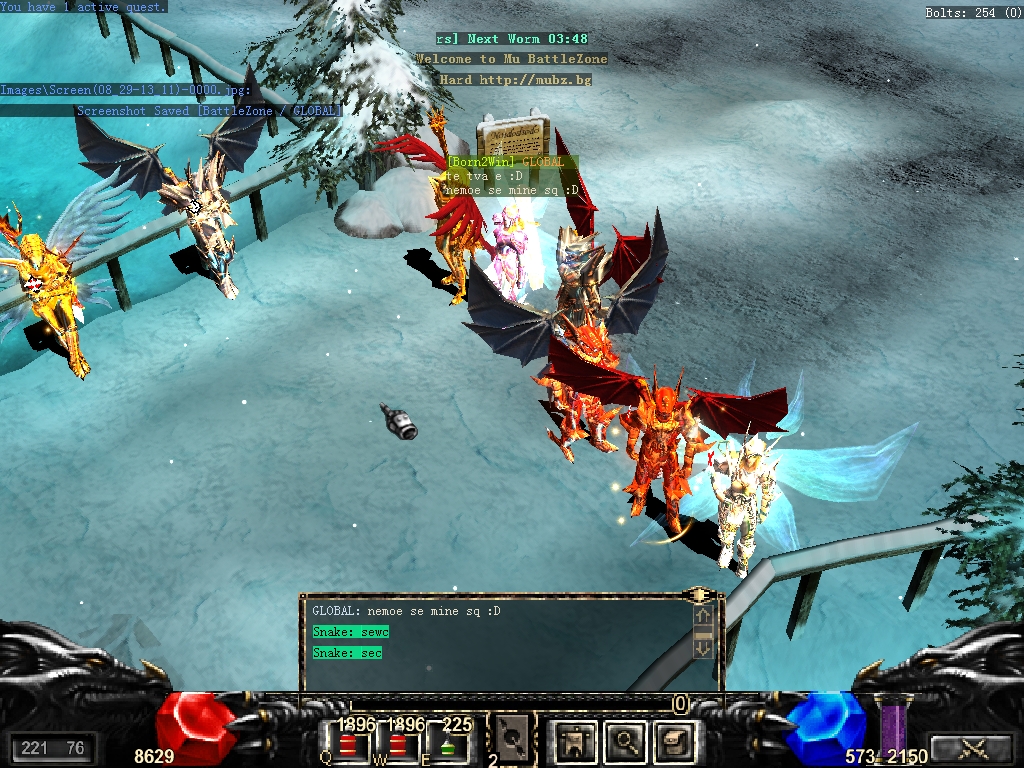 You have 1 active quest.
Bolts: 254 (0)
rs] Next Worm 03:48
Welcome to Mu BattleZone
Hard http://mubz.bg
Images\Screen(08_29-13_11)-0000.jpg:
Screenshot Saved [BattleZone / GLOBAL]
[Born2Win] GLOBAL
te tva e :D
nemoe se mine sq :D
GLOBAL: nemoe se mine sq :D
Snake: sewc
Snake: sec
0
1896 1896 225
Q W E 2
221 76
8629
573 2150